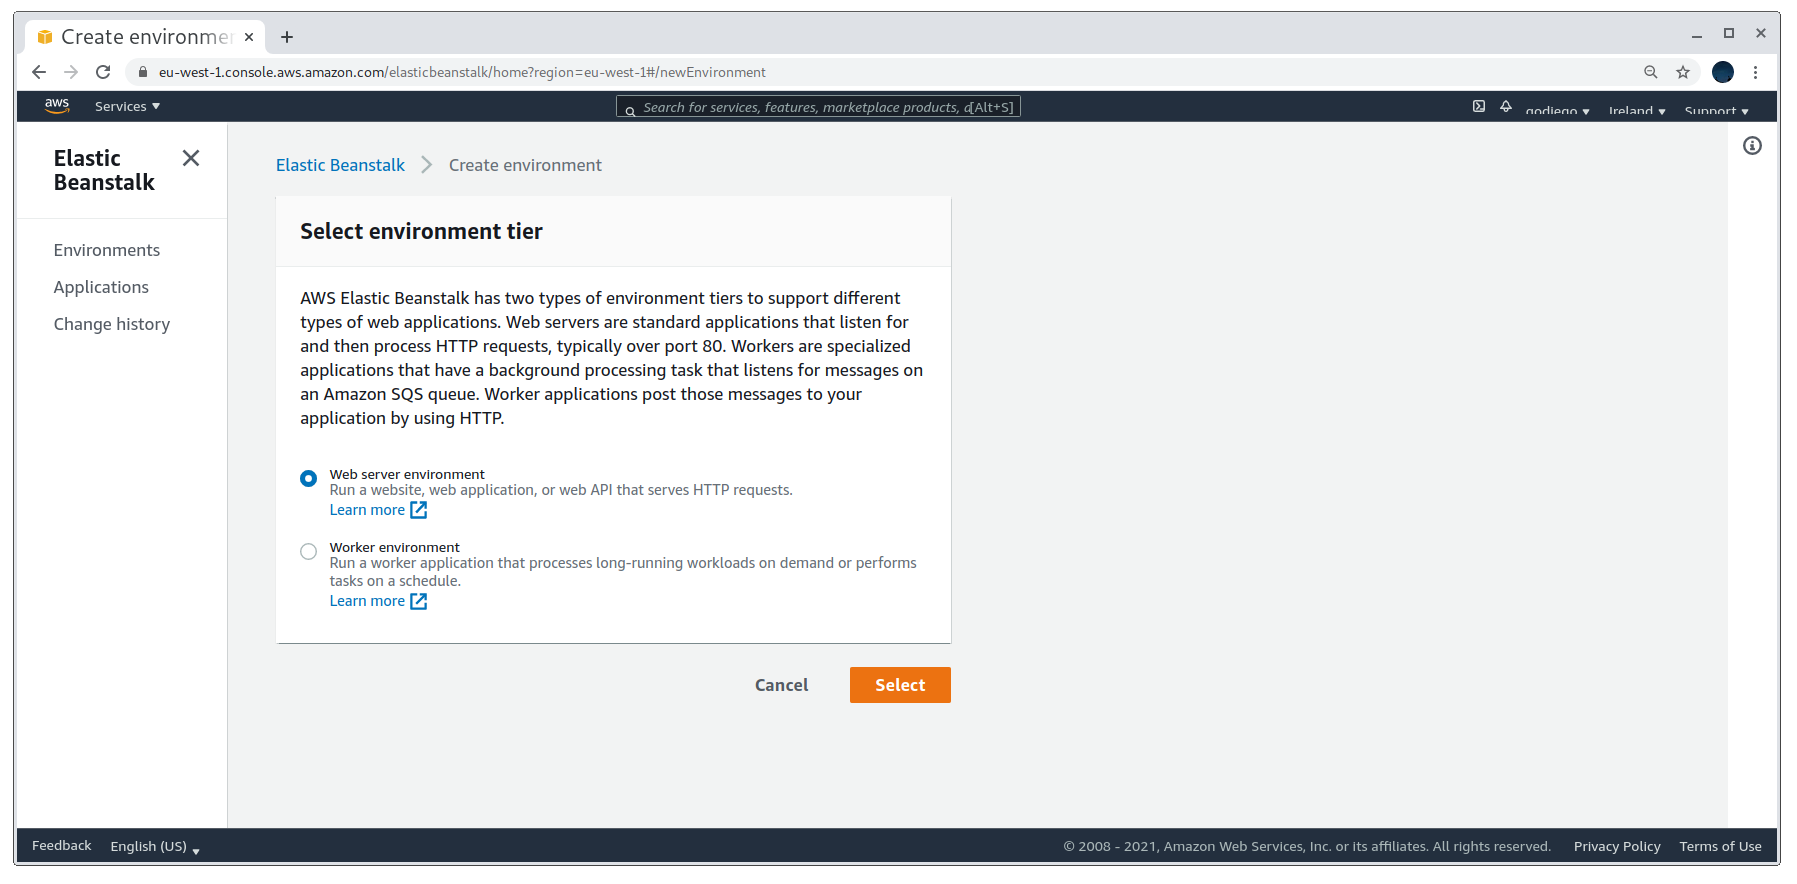 Create environmen
eu-west-1.console.aws.amazon.com/elasticbeanstalk/home?region=eu-west-1#/newEnvironment
aws
Services
Search for services, features, marketplace products, [Alt+S]
godiego
Ireland
Support
Elastic
Beanstalk
Environments
Applications
Change history
Elastic Beanstalk
Create environment
Select environment tier
AWS Elastic Beanstalk has two types of environment tiers to support different
types of web applications. Web servers are standard applications that listen for
and then process HTTP requests, typically over port 80. Workers are specialized
applications that have a background processing task that listens for messages on
an Amazon SQS queue. Worker applications post those messages to your
application by using HTTP.
Web server environment
Run a website, web application, or web API that serves HTTP requests.
Learn more
Worker environment
Run a worker application that processes long-running workloads on demand or performs
tasks on a schedule.
Learn more
Cancel
Select
Feedback
English (US)
© 2008 - 2021, Amazon Web Services, Inc. or its affiliates. All rights reserved.
Privacy Policy
Terms of Use